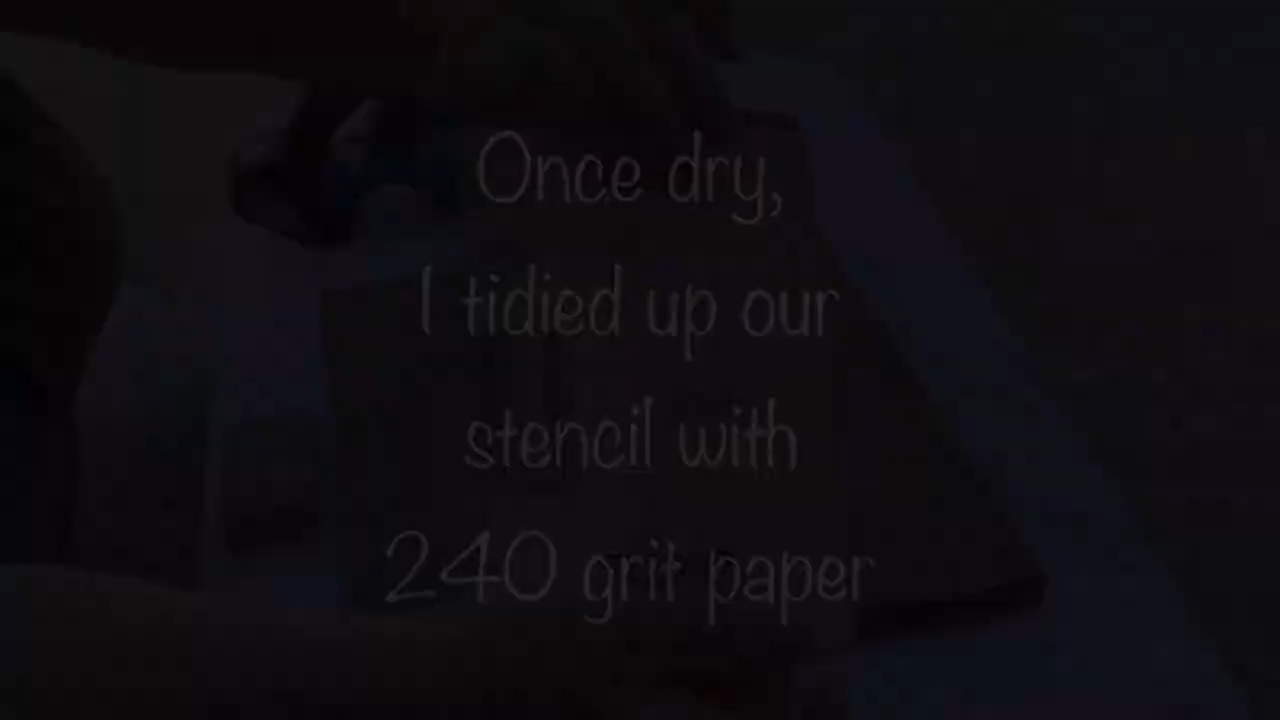 Once dry,
I tidied up our
stencil with
240 grit paper